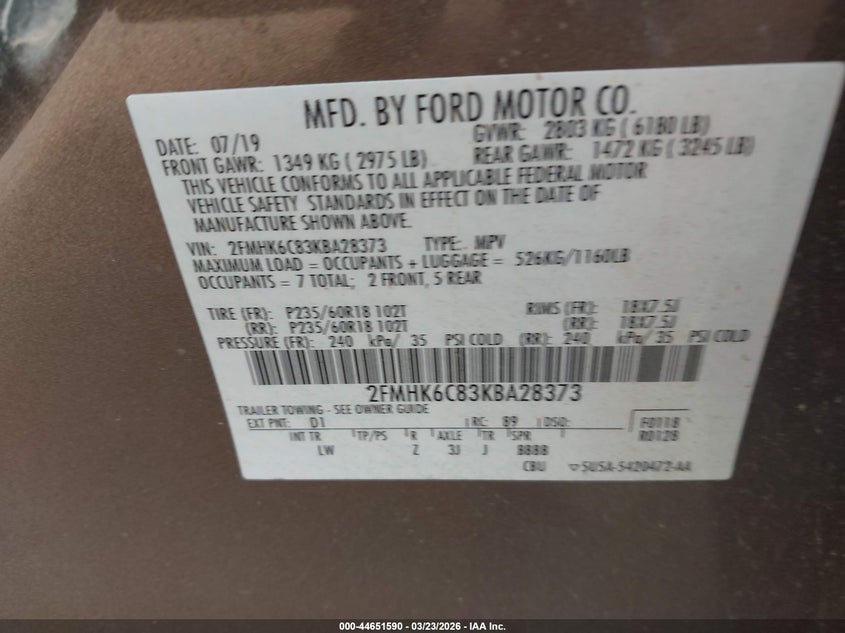 MFD. BY FORD MOTOR CO.
DATE: 07/19 GVWR: 2803 KG ( 6180 LB)
FRONT GAWR: 1349 KG ( 2975 LB) REAR GAWR: 1472 KG ( 3245 LB)
THIS VEHICLE CONFORMS TO ALL APPLICABLE FEDERAL MOTOR
VEHICLE SAFETY STANDARDS IN EFFECT ON THE DATE OF
MANUFACTURE SHOWN ABOVE.
VIN: 2FMHK6C83KBA28373 TYPE: MPV
MAXIMUM LOAD = OCCUPANTS + LUGGAGE = 526KG/1160LB
OCCUPANTS = 7 TOTAL; 2 FRONT, 5 REAR
TIRE (FR): P235/60R18 102T RIMS (FR): 18X7.5J
(RR): P235/60R18 102T (RR): 18X7.5J
PRESSURE (FR): 240 kPa/ 35 PSI COLD (RR): 240 kPa/ 35 PSI COLD
2FMHK6C83KBA28373
TRAILER TOWING - SEE OWNER GUIDE
EXT PNT: D1 RC: 89 DSO: F0118
R0128
INT TR TP/PS R AXLE TR SPR
LW Z 3J J BBBB
CBU 5U5A-5420472-AA
000-44651590 — 03/23/2026 — IAA Inc.